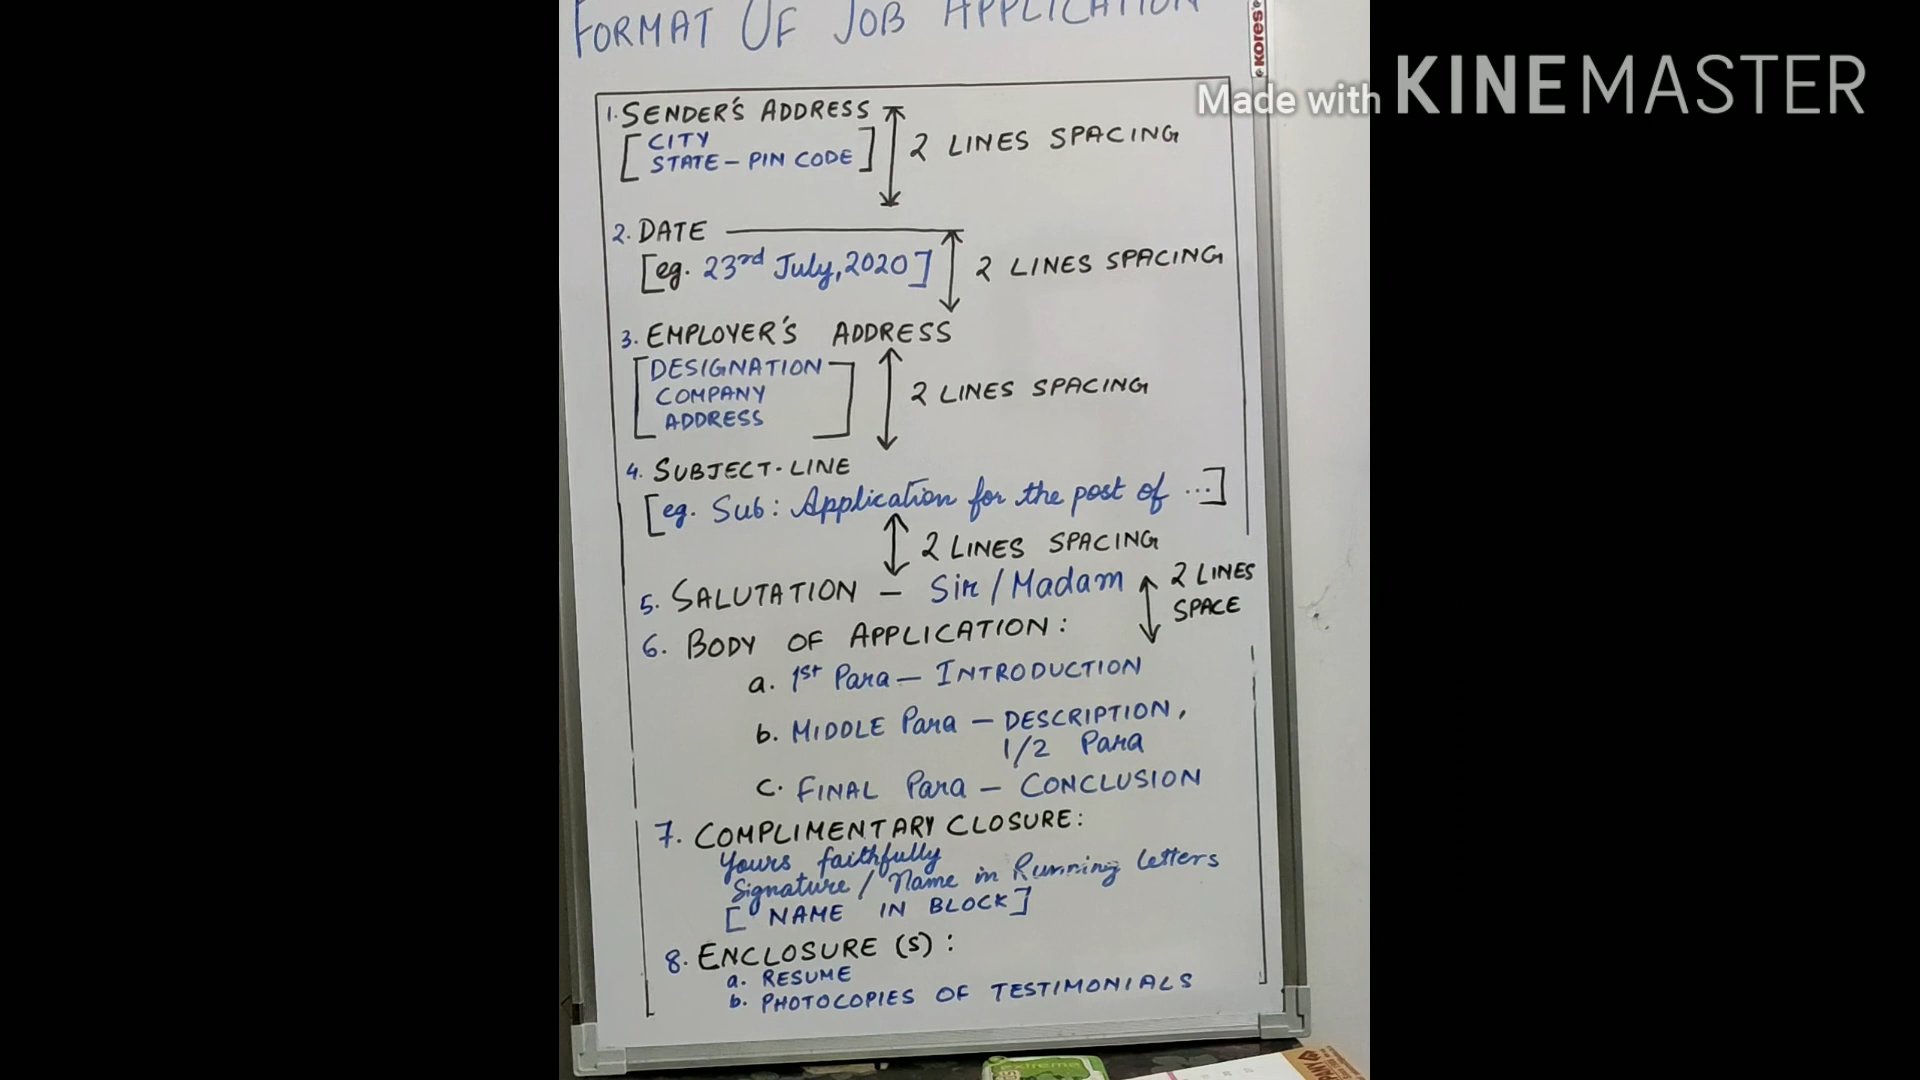 FORMAT OF JOB APPLICATION
Kores
Made with KINEMASTER
1. SENDER'S ADDRESS
[CITY
STATE - PIN CODE]
2 LINES SPACING
2. DATE
[eg. 23rd July, 2020]
2 LINES SPACING
3. EMPLOYER'S ADDRESS
[DESIGNATION
COMPANY
ADDRESS]
2 LINES SPACING
4. SUBJECT-LINE
[eg. Sub: Application for the post of ...]
2 LINES SPACING
5. SALUTATION - Sir/Madam
2 LINES
SPACE
6. BODY OF APPLICATION:
a. 1st Para - INTRODUCTION
b. MIDDLE Para - DESCRIPTION,
1/2 Para
C. FINAL Para - CONCLUSION
7. COMPLIMENTARY CLOSURE:
Yours faithfully
Signature / Name in Running letters
[NAME IN BLOCK]
8. ENCLOSURE (S):
a. RESUME
b. PHOTOCOPIES OF TESTIMONIALS